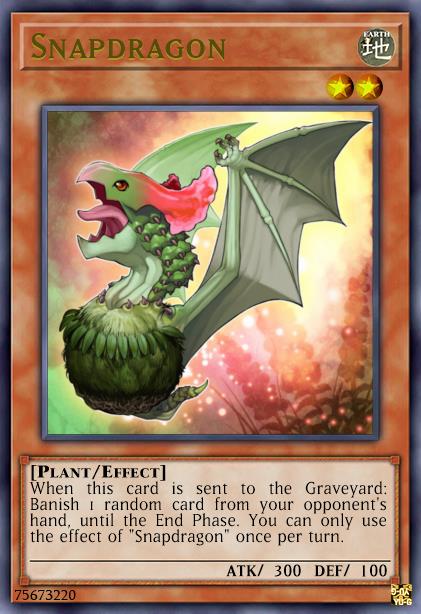 SNAPDRAGON
EARTH
地
[PLANT/EFFECT]
When this card is sent to the Graveyard:
Banish 1 random card from your opponent's
hand, until the End Phase. You can only use
the effect of "Snapdragon" once per turn.
ATK/ 300 DEF/ 100
75673220